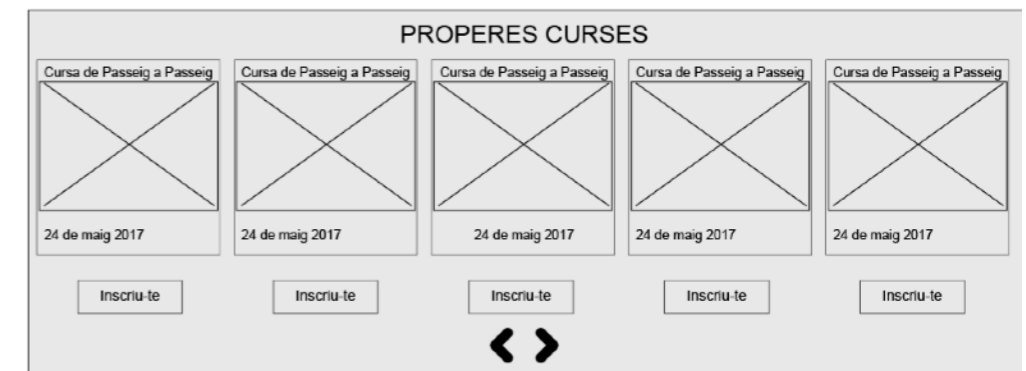 PROPERES CURSES
Cursa de Passeig a Passeig
24 de maig 2017
Inscriu-te
Cursa de Passeig a Passeig
24 de maig 2017
Inscriu-te
Cursa de Passeig a Passeig
24 de maig 2017
Inscriu-te
Cursa de Passeig a Passeig
24 de maig 2017
Inscriu-te
Cursa de Passeig a Passeig
24 de maig 2017
Inscriu-te